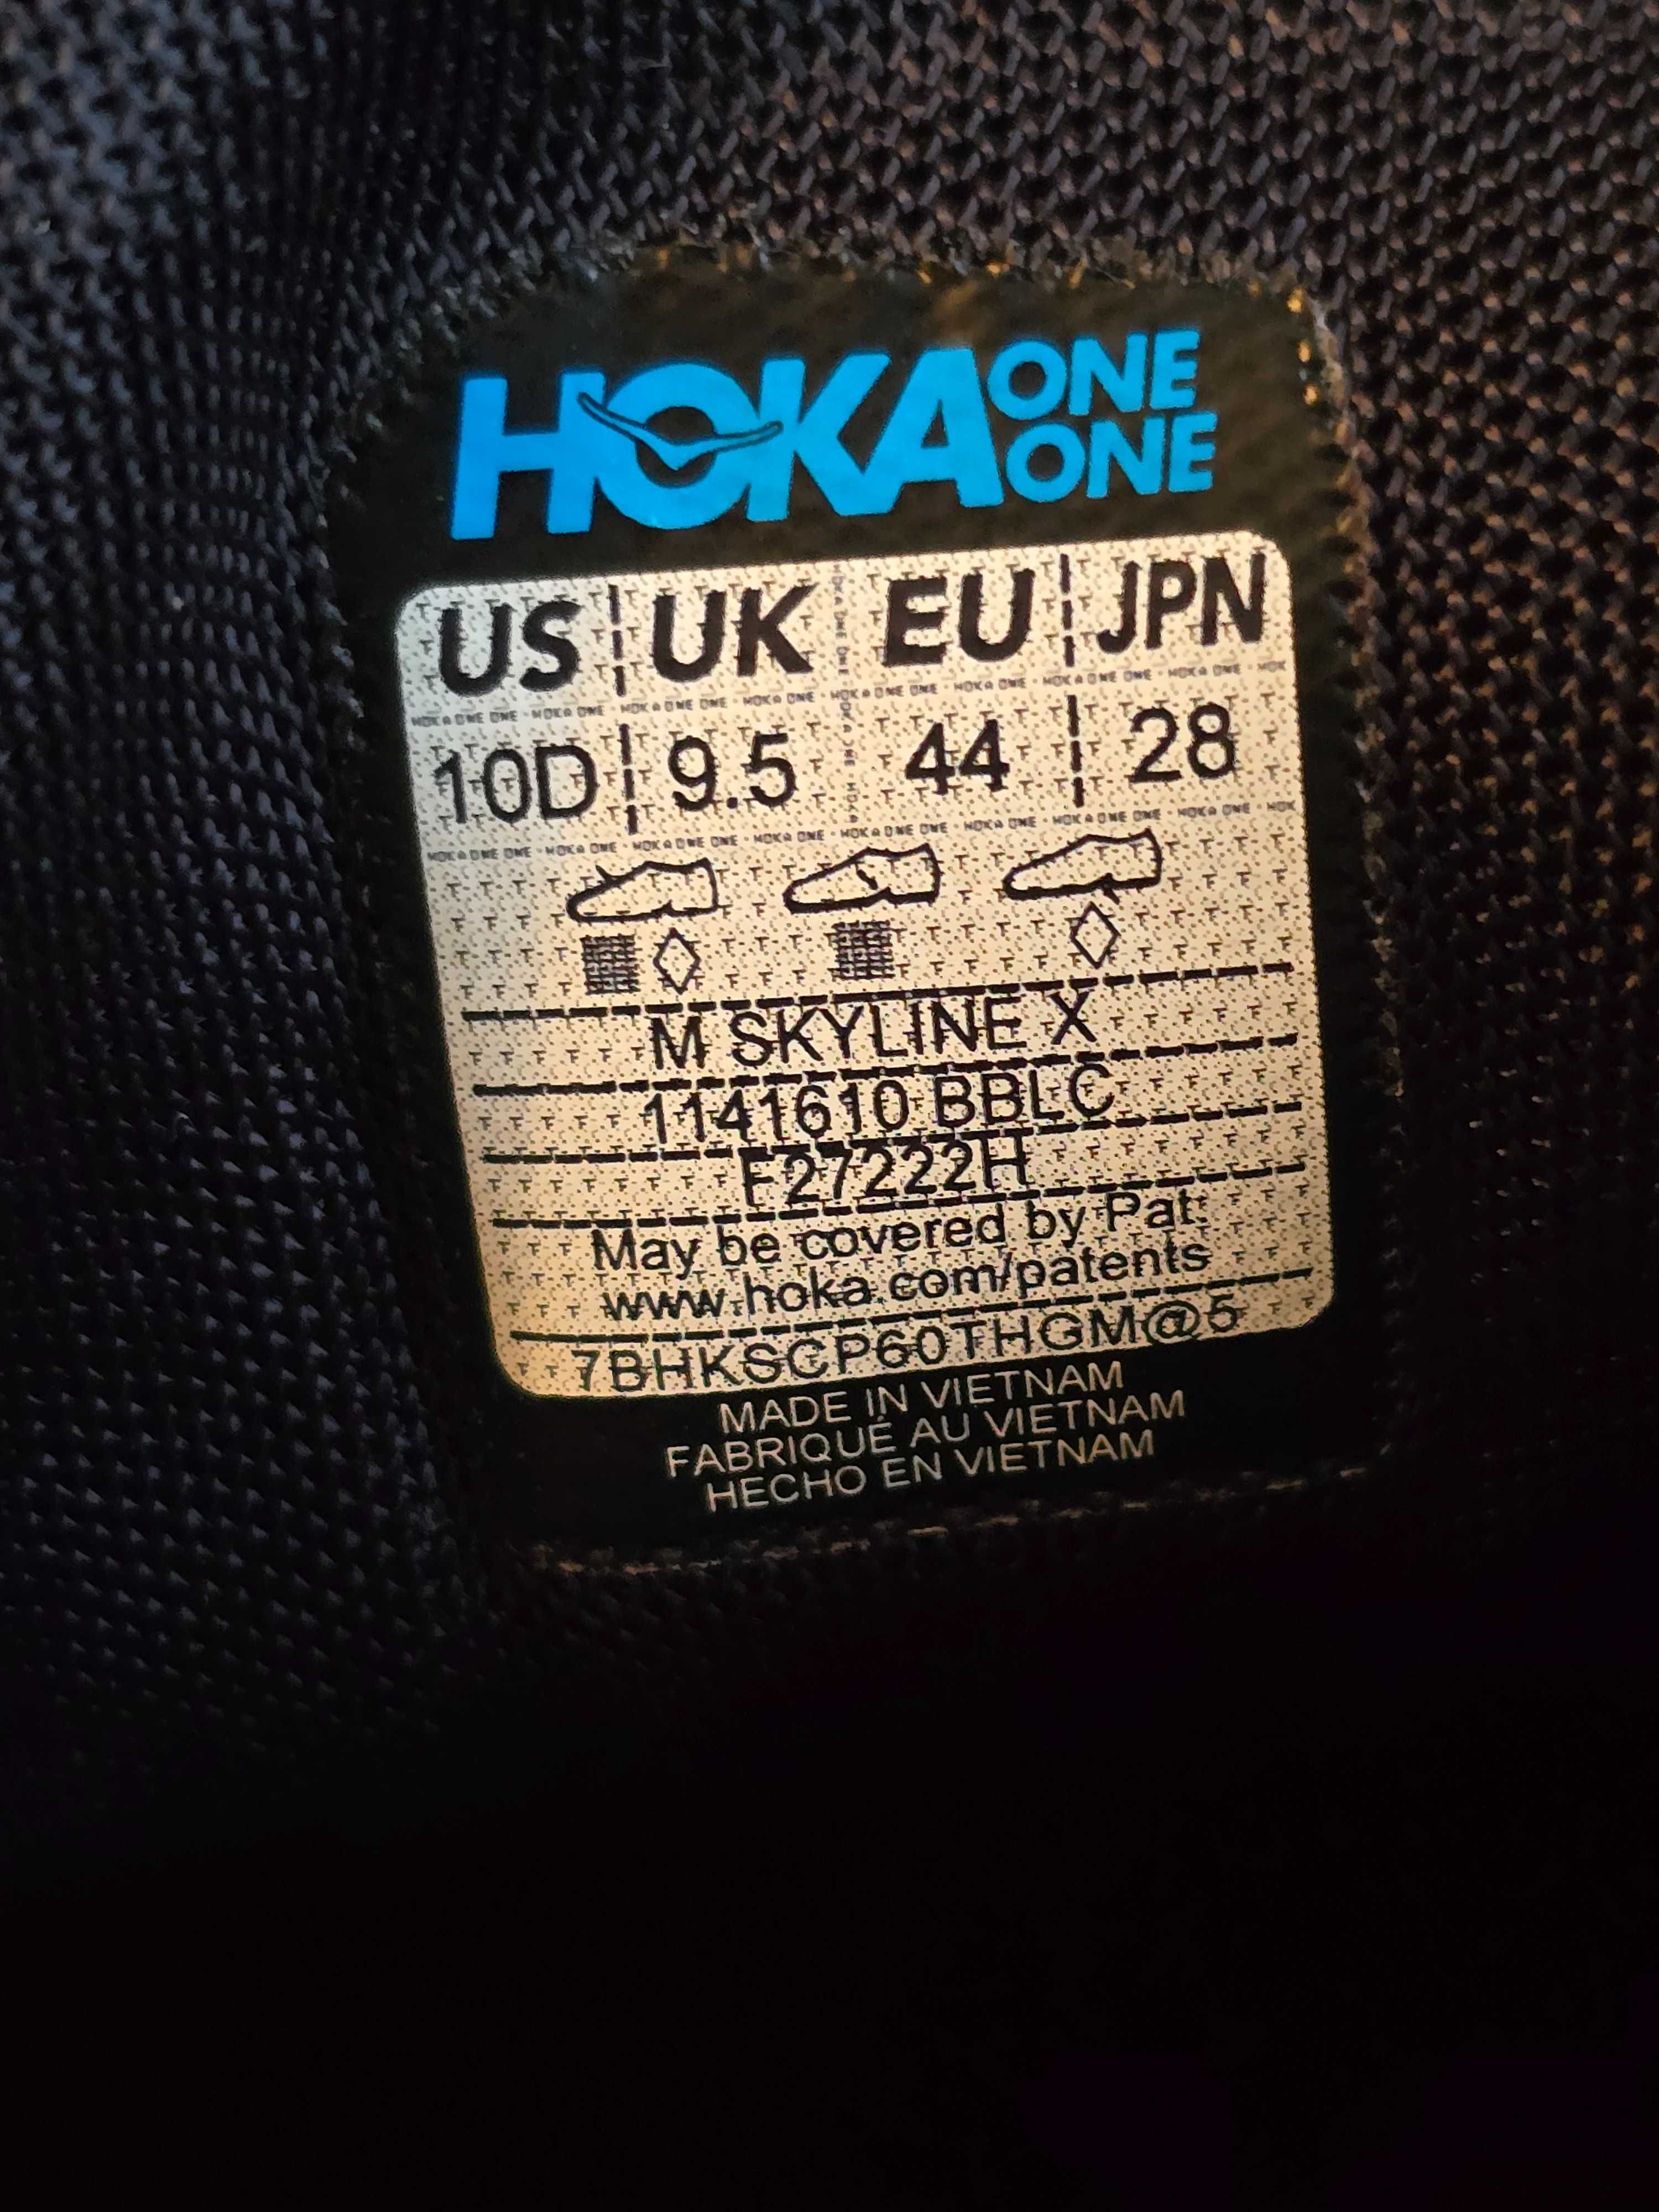 HOKA ONE ONE
US UK EU JPN
10D 9.5 44 28
M SKYLINE X
1141610 BBLC
F27222H
May be covered by Pat:
www.hoka.com/patents
7BHKSCP60THGM@5
MADE IN VIETNAM
FABRIQUÉ AU VIETNAM
HECHO EN VIETNAM